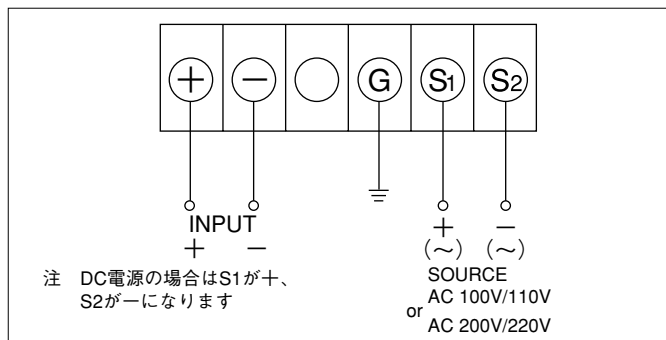 + − G S1 S2
INPUT
+ −
+ −
(～) (～)
SOURCE
AC 100V/110V
or
AC 200V/220V
注 DC電源の場合はS1が＋、
S2がーになります